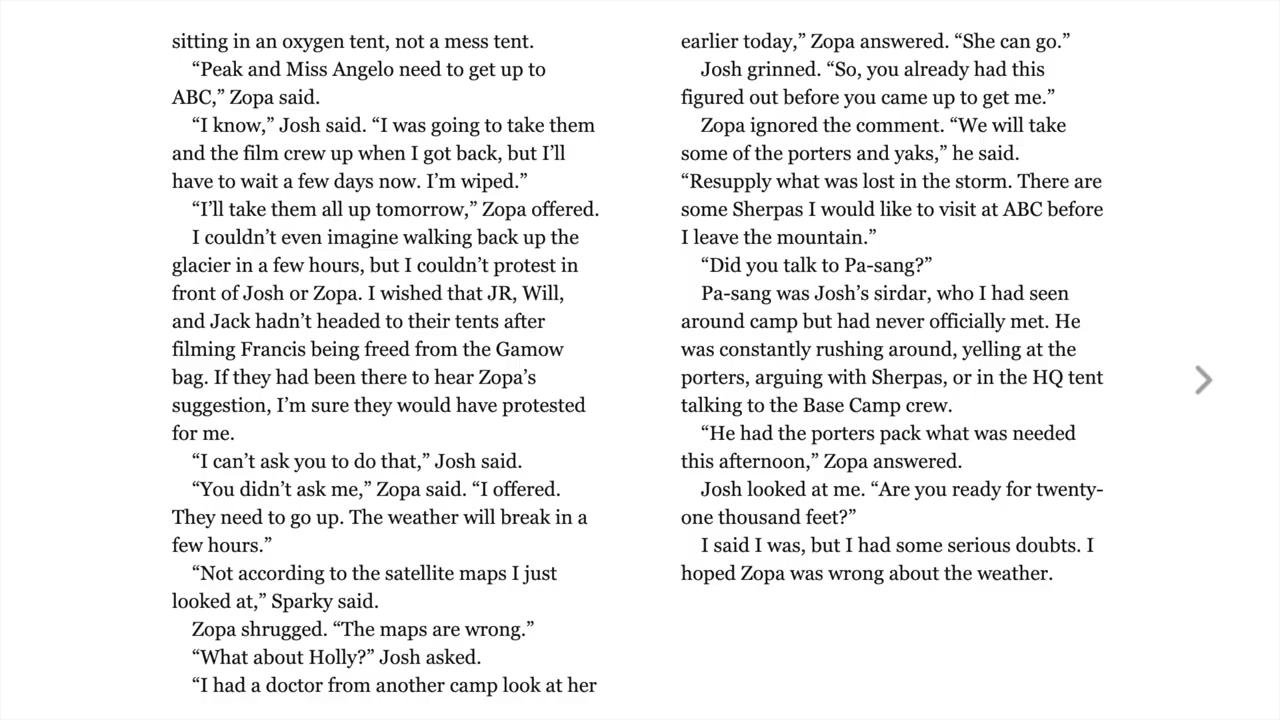 sitting in an oxygen tent, not a mess tent.
“Peak and Miss Angelo need to get up to
ABC,” Zopa said.
“I know,” Josh said. “I was going to take them
and the film crew up when I got back, but I’ll
have to wait a few days now. I’m wiped.”
“I’ll take them all up tomorrow,” Zopa offered.
I couldn’t even imagine walking back up the
glacier in a few hours, but I couldn’t protest in
front of Josh or Zopa. I wished that JR, Will,
and Jack hadn’t headed to their tents after
filming Francis being freed from the Gamow
bag. If they had been there to hear Zopa’s
suggestion, I’m sure they would have protested
for me.
“I can’t ask you to do that,” Josh said.
“You didn’t ask me,” Zopa said. “I offered.
They need to go up. The weather will break in a
few hours.”
“Not according to the satellite maps I just
looked at,” Sparky said.
Zopa shrugged. “The maps are wrong.”
“What about Holly?” Josh asked.
“I had a doctor from another camp look at her
earlier today,” Zopa answered. “She can go.”
Josh grinned. “So, you already had this
figured out before you came up to get me.”
Zopa ignored the comment. “We will take
some of the porters and yaks,” he said.
“Resupply what was lost in the storm. There are
some Sherpas I would like to visit at ABC before
I leave the mountain.”
“Did you talk to Pa-sang?”
Pa-sang was Josh’s sirdar, who I had seen
around camp but had never officially met. He
was constantly rushing around, yelling at the
porters, arguing with Sherpas, or in the HQ tent
talking to the Base Camp crew.
“He had the porters pack what was needed
this afternoon,” Zopa answered.
Josh looked at me. “Are you ready for twenty-
one thousand feet?”
I said I was, but I had some serious doubts. I
hoped Zopa was wrong about the weather.